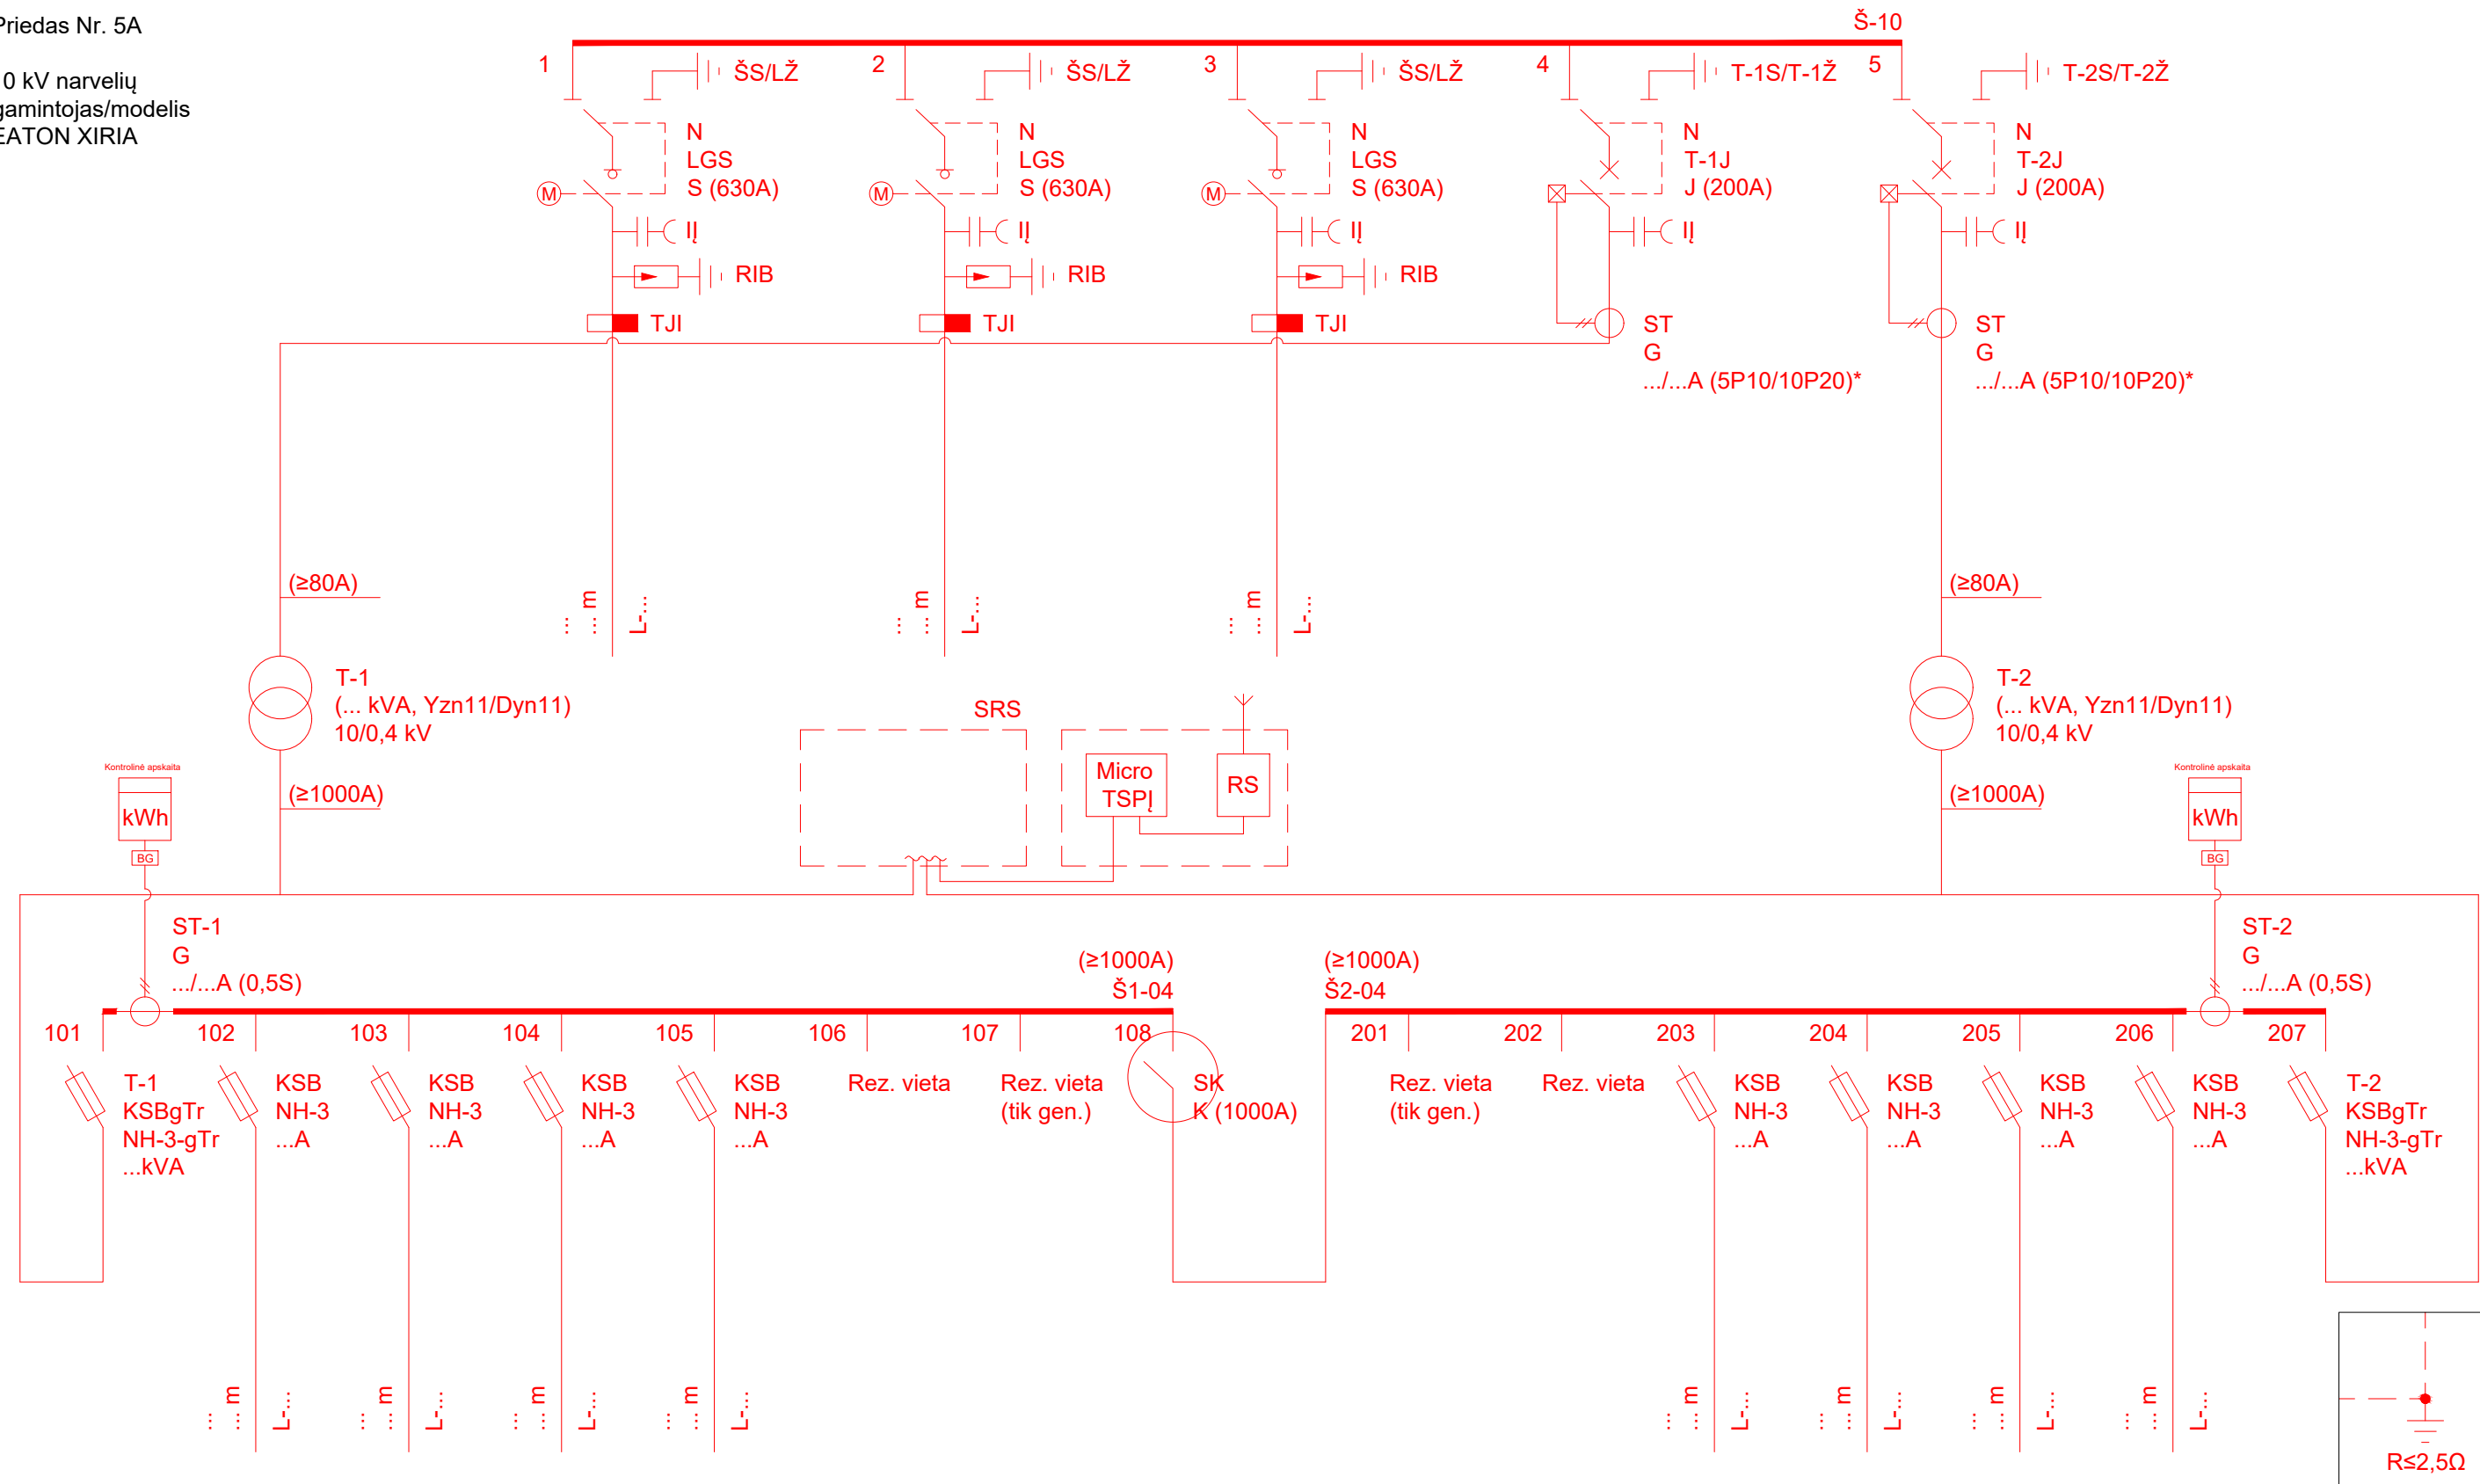 Priedas Nr. 5A
0 kV narvelių
gamintojas/modelis
EATON XIRIA
Š-10
1
ŠS/LŽ
2
ŠS/LŽ
3
ŠS/LŽ
4
T-1S/T-1Ž
5
T-2S/T-2Ž
N
LGS
S (630A)
M
IĮ
RIB
TJI
N
LGS
S (630A)
M
IĮ
RIB
TJI
N
LGS
S (630A)
M
IĮ
RIB
TJI
N
T-1J
J (200A)
IĮ
ST
G
.../...A (5P10/10P20)*
N
T-2J
J (200A)
IĮ
ST
G
.../...A (5P10/10P20)*
(≥80A)
...
... m
L-...
...
... m
L-...
...
... m
L-...
(≥80A)
T-1
(... kVA, Yzn11/Dyn11)
10/0,4 kV
SRS
Micro
TSPĮ
RS
T-2
(... kVA, Yzn11/Dyn11)
10/0,4 kV
Kontrolinė apskaita
kWh
BG
(≥1000A)
(≥1000A)
Kontrolinė apskaita
kWh
BG
ST-1
G
.../...A (0,5S)
(≥1000A)
Š1-04
(≥1000A)
Š2-04
ST-2
G
.../...A (0,5S)
101
102
103
104
105
106
107
108
201
202
203
204
205
206
207
T-1
KSBgTr
NH-3-gTr
...kVA
KSB
NH-3
...A
KSB
NH-3
...A
KSB
NH-3
...A
KSB
NH-3
...A
Rez. vieta
Rez. vieta
(tik gen.)
SK
K (1000A)
Rez. vieta
(tik gen.)
Rez. vieta
KSB
NH-3
...A
KSB
NH-3
...A
KSB
NH-3
...A
KSB
NH-3
...A
T-2
KSBgTr
NH-3-gTr
...kVA
...
... m
L-...
...
... m
L-...
...
... m
L-...
...
... m
L-...
...
... m
L-...
...
... m
L-...
...
... m
L-...
...
... m
L-...
R≤2,5Ω